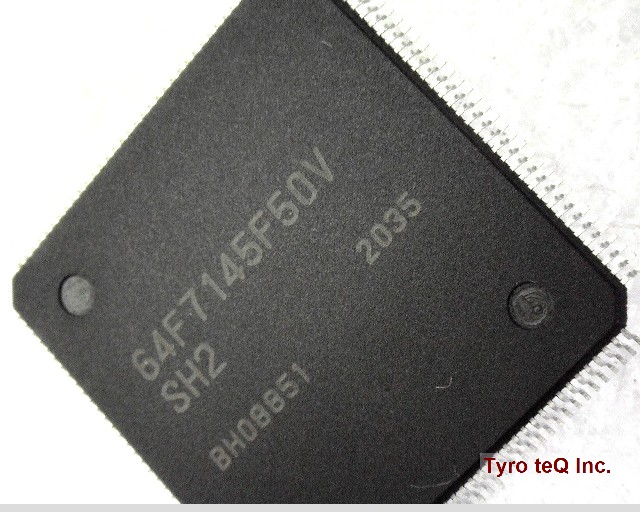 64F7145F50V
SH2
2035
BH08851
Tyro teQ Inc.